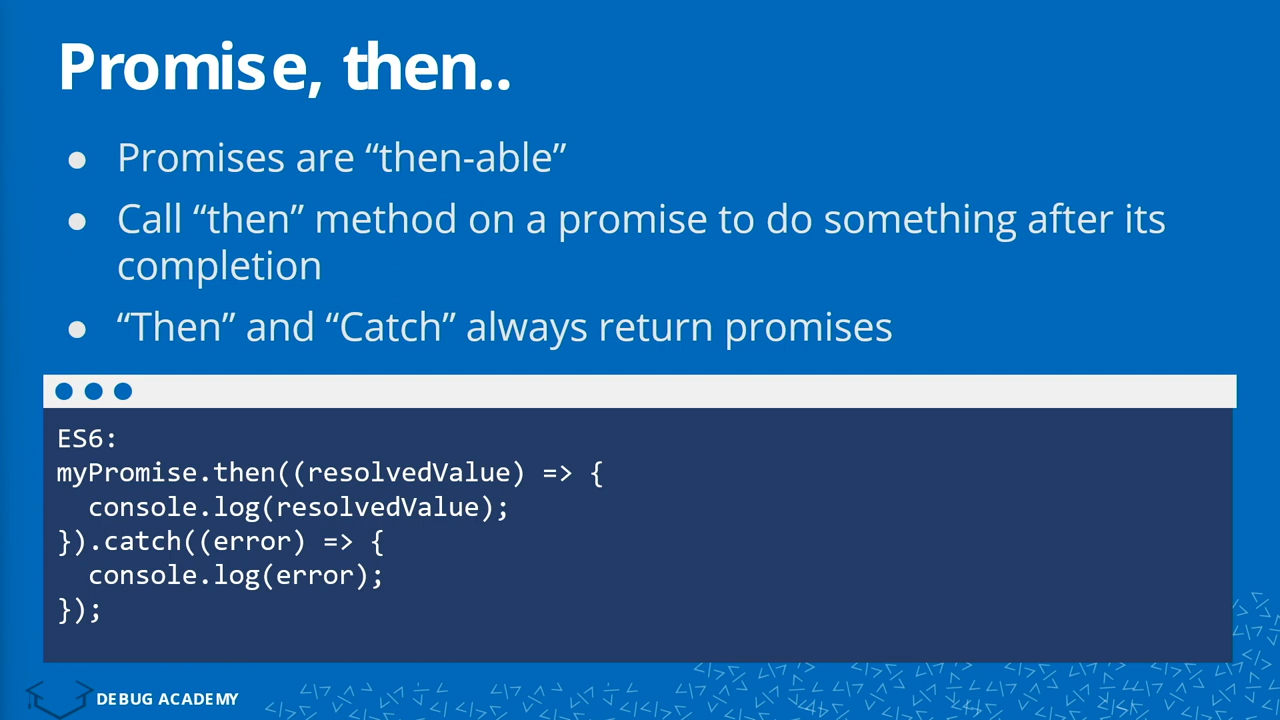 Promise, then..
● Promises are “then-able”
● Call “then” method on a promise to do something after its
completion
● “Then” and “Catch” always return promises
ES6:
myPromise.then((resolvedValue) => {
  console.log(resolvedValue);
}).catch((error) => {
  console.log(error);
});
DEBUG ACADEMY